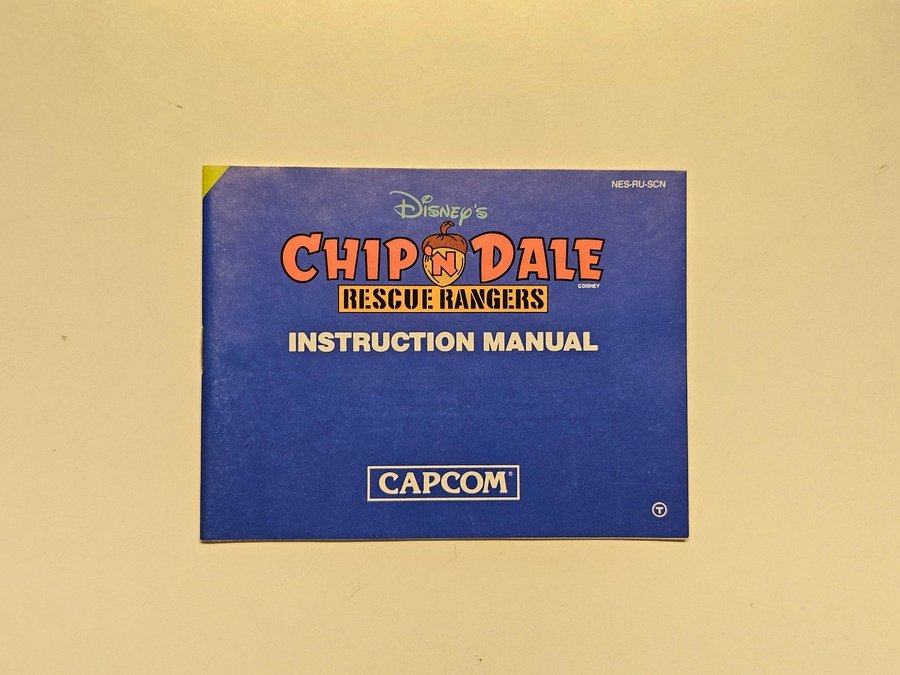 NES-RU-SCN
DISNEY'S
CHIP 'N DALE
©DISNEY
RESCUE RANGERS
INSTRUCTION MANUAL
CAPCOM®
T